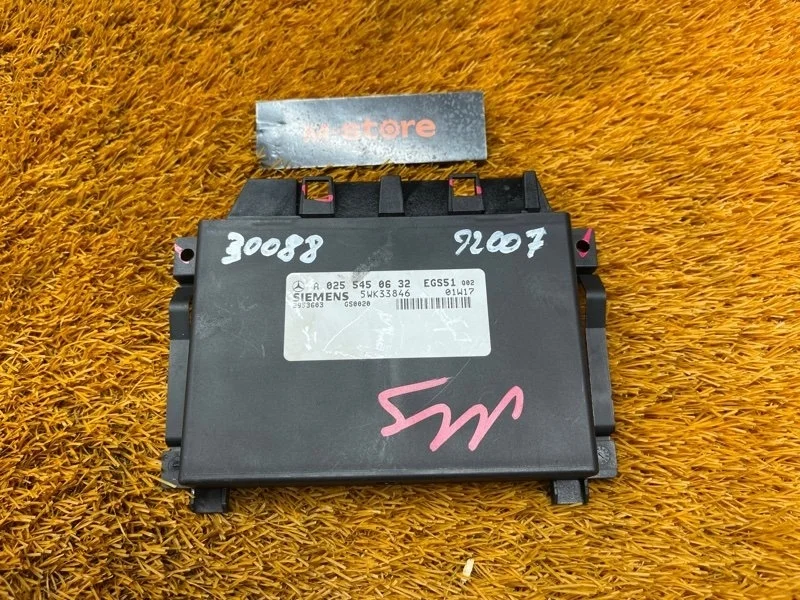 store
30088 92007
A 025 545 06 32 EGS51 002
SIEMENS 5WK33846 01W17
GS0020